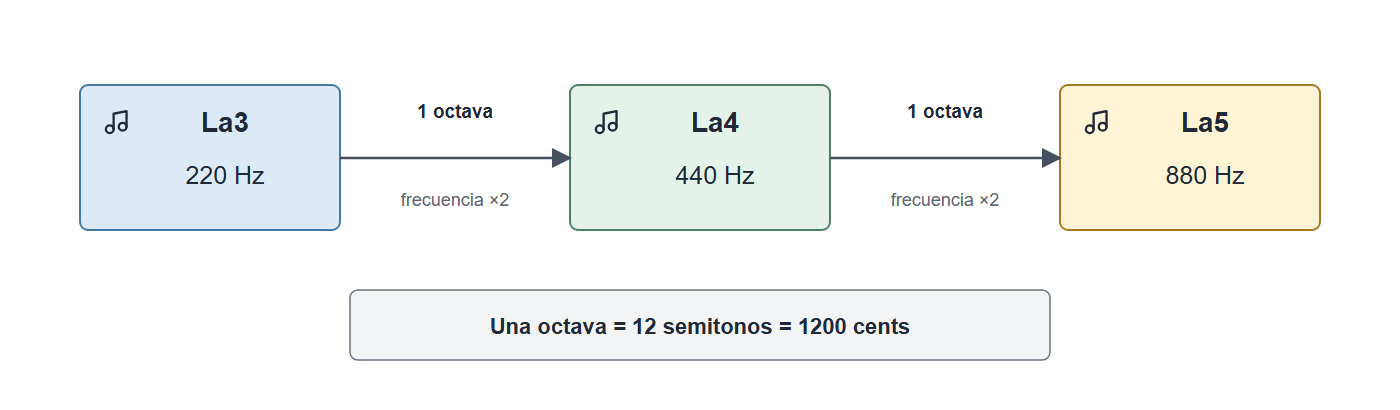 La3
220 Hz
1 octava
frecuencia ×2
La4
440 Hz
1 octava
frecuencia ×2
La5
880 Hz
Una octava = 12 semitonos = 1200 cents